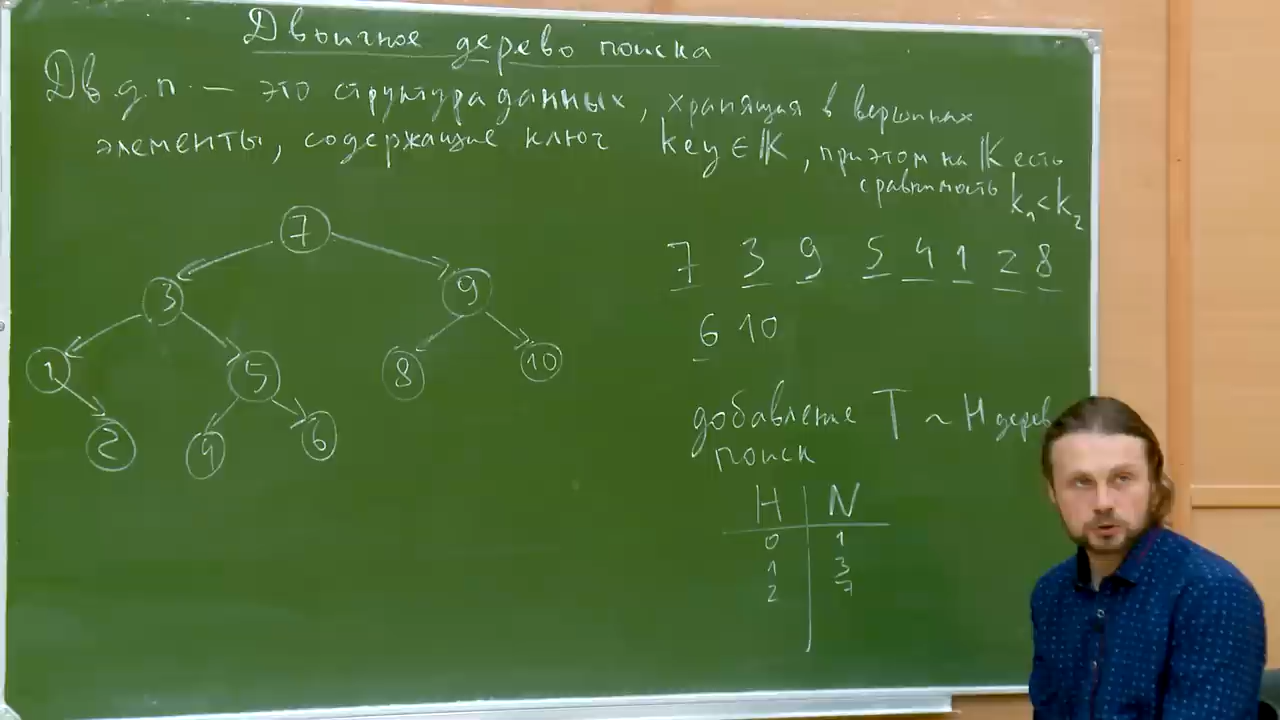 Двоичное дерево поиска
Дв.д.п. — это структура данных, хранящая в вершинах
элементы, содержащие ключ key ∈ 𝕂, при этом на 𝕂 есть
сравнимость k₁<k₂
7
3 9
1 5 8 10
2 4 6
7 3 9 5 4 1 2 8
6 10
добавление T ~ H дерев
поиск
H N
0 1
1 3
2 7